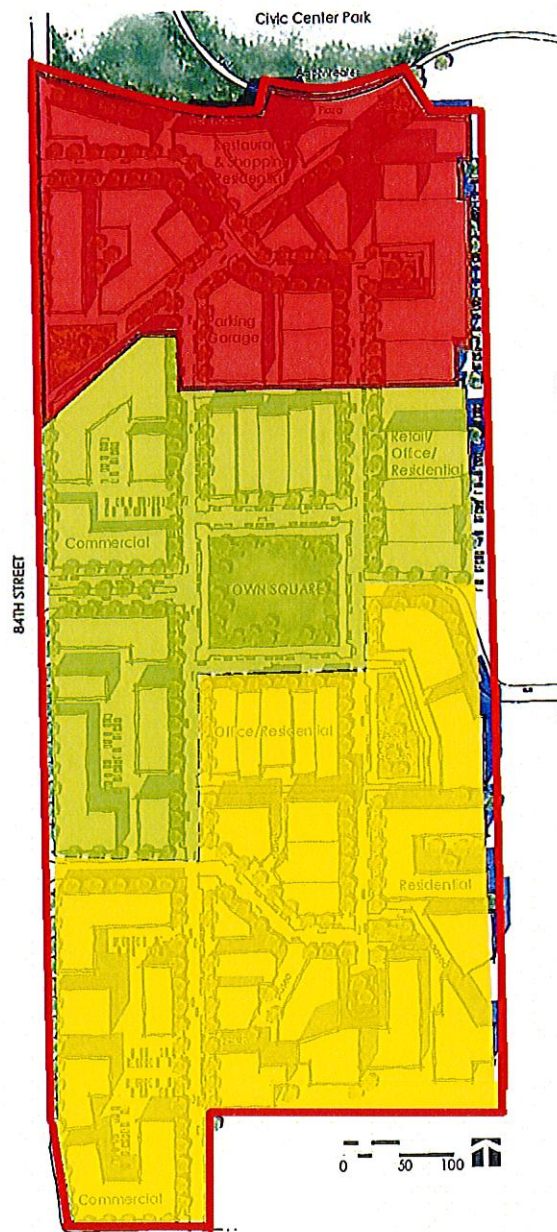 Civic Center Park
Restaurant
& Shopping
Residential
Parking
Garage
Retail/
Office/
Residential
Commercial
TOWN SQUARE
84TH STREET
Office/Residential
Residential
Commercial
0 50 100